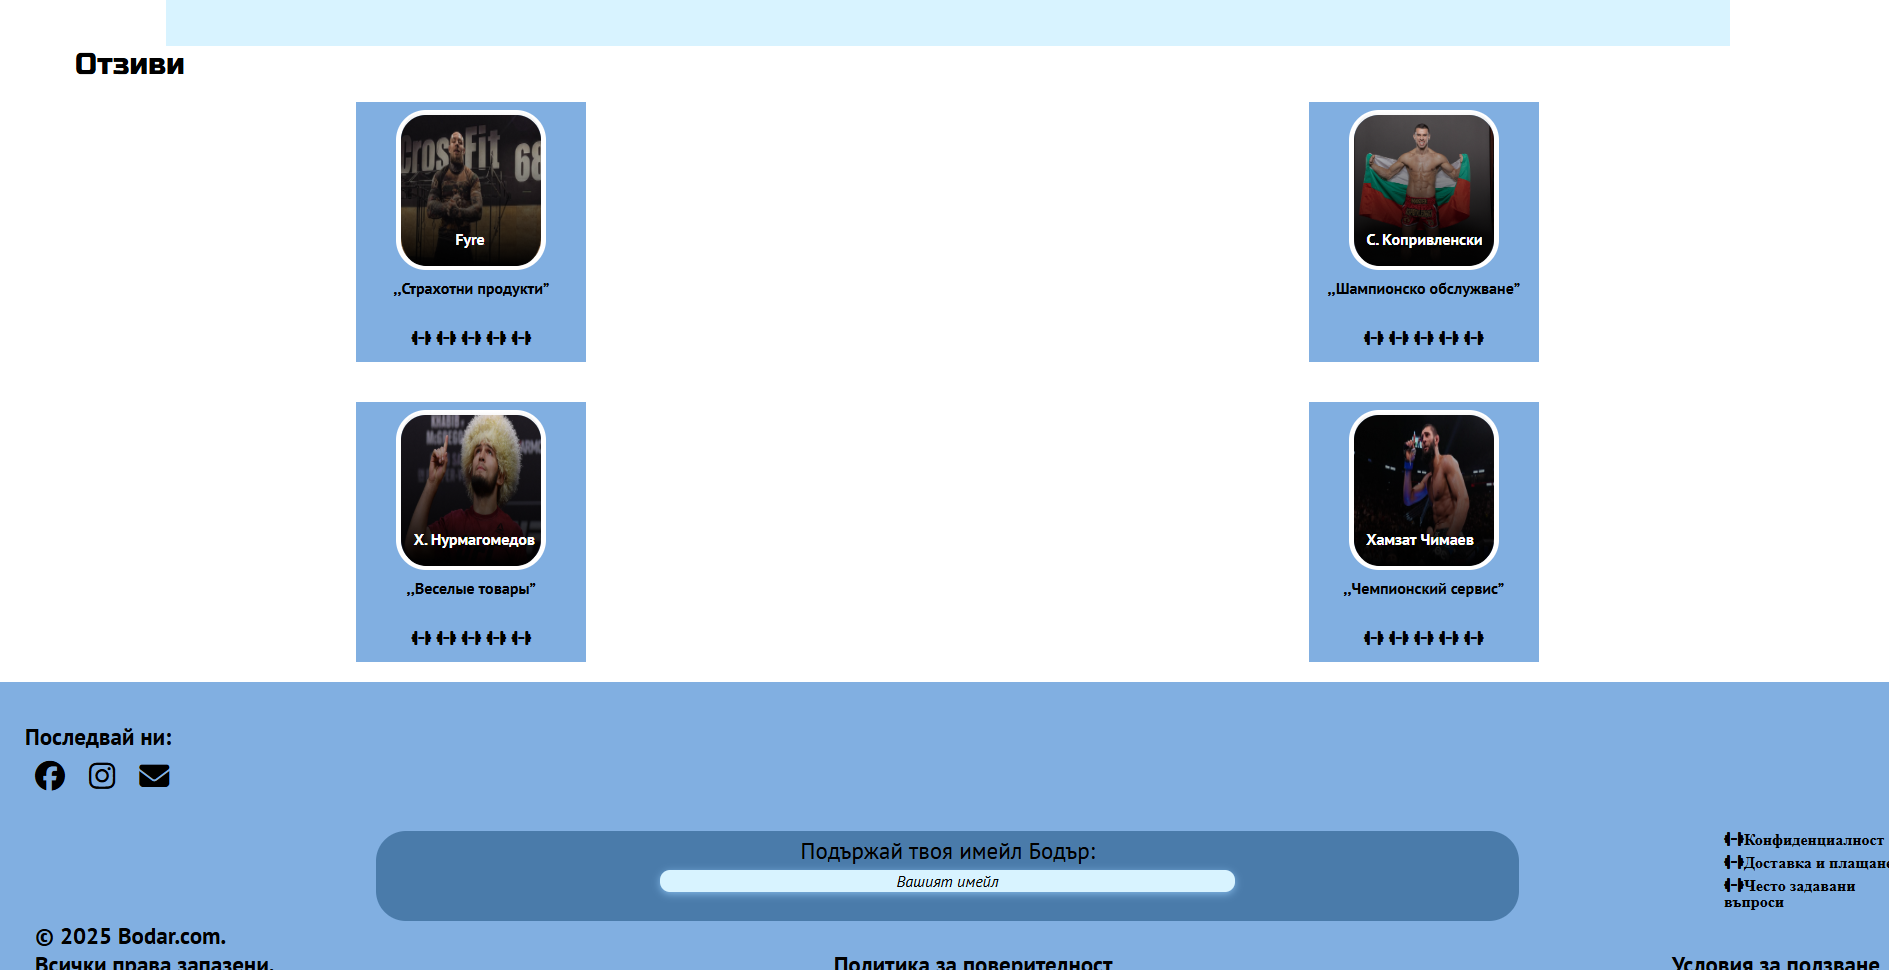 Отзиви
CrossFit 68
Fyre
С. Копривленски
,,Страхотни продукти”
,,Шампионско обслужване”
Х. Нурмагомедов
Хамзат Чимаев
,,Веселые товары”
,,Чемпионский сервис”
Последвай ни:
Подържай твоя имейл Бодър:
Вашият имейл
Конфиденциалност
Доставка и плащане
Често задавани
въпроси
© 2025 Bodar.com.
Всички права запазени.
Политика за поверителност
Условия за ползване